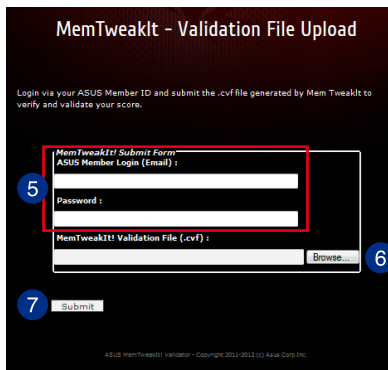 MemTweakIt - Validation File Upload
Login via your ASUS Member ID and submit the .cvf file generated by Mem TweakIt to
verify and validate your score.
MemTweakIt! Submit Form
ASUS Member Login (Email) :
5
Password :
MemTweakIt! Validation File (.cvf) :
Browse...
6
7
Submit
ASUS MemTweakIt! Validator - Copyright 2011-2012 (c) Asus Corp Inc.